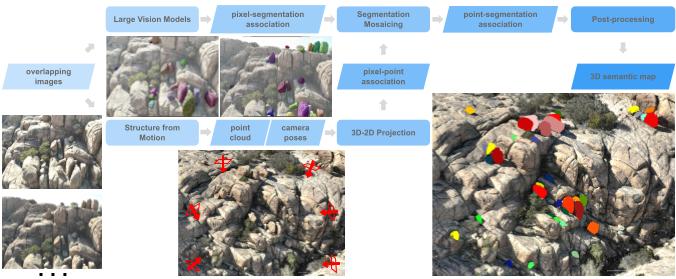 Large Vision Models
pixel-segmentation
association
Segmentation
Mosaicing
point-segmentation
association
Post-processing
overlapping
images
pixel-point
association
3D semantic map
Structure from
Motion
point
cloud
camera
poses
3D-2D Projection